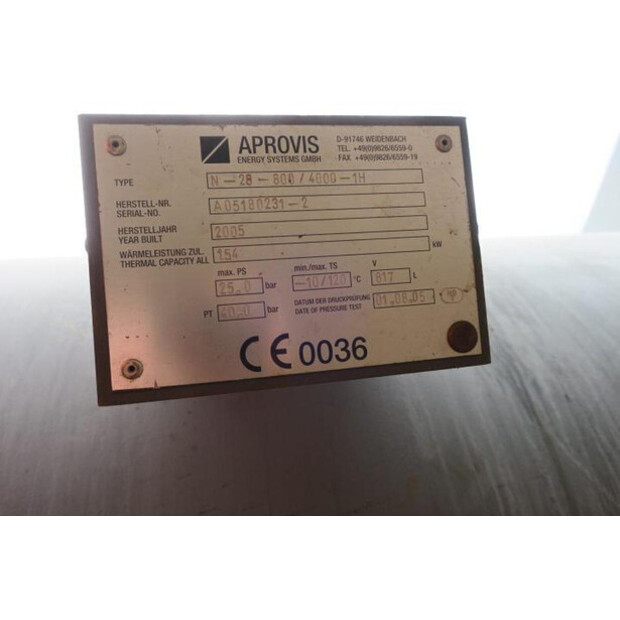 APROVIS
ENERGY SYSTEMS GMBH
D-91746 WEIDENBACH
TEL. +49(0)9826/6559-0
FAX +49(0)9826/6559-19
TYPE N-28-800/4000-1H
HERSTELL-NR.
SERIAL-NO. A05180231-2
HERSTELLJAHR
YEAR BUILT 2005
WÄRMELEISTUNG ZUL.
THERMAL CAPACITY ALL 154 kW
max. PS min./max. TS V
25.0 bar -10/120 °C 817 L
PT bar
DATUM DER DRUCKPRÜFUNG
DATE OF PRESSURE TEST 01.08.05
CE 0036